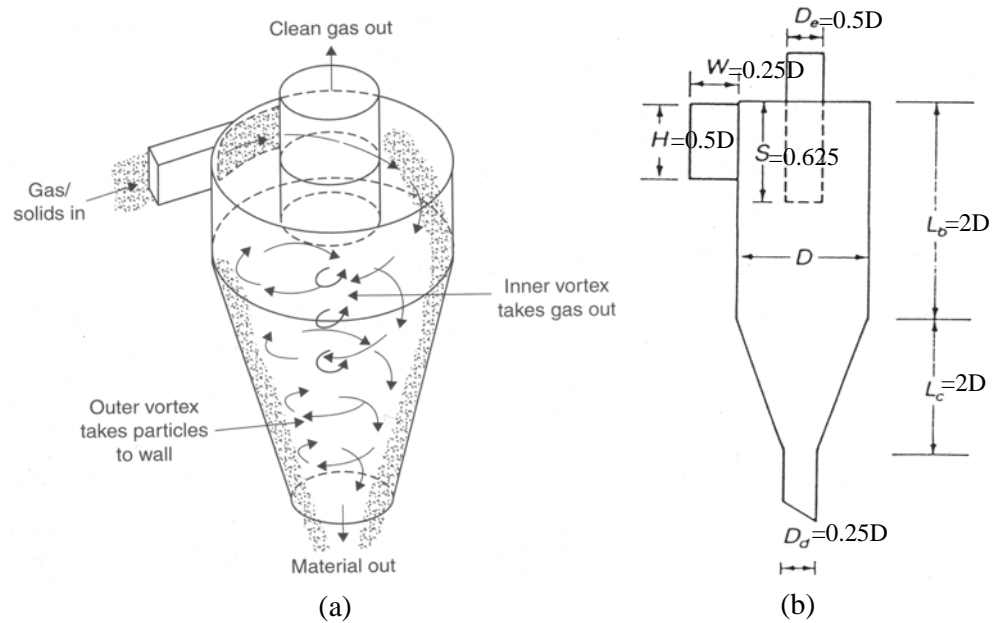 Clean gas out
Gas/
solids in
Inner vortex
takes gas out
Outer vortex
takes particles
to wall
Material out
(a)
Dₑ=0.5D
W=0.25D
H=0.5D
S=0.625
L_b=2D
D
L_c=2D
D_d=0.25D
(b)